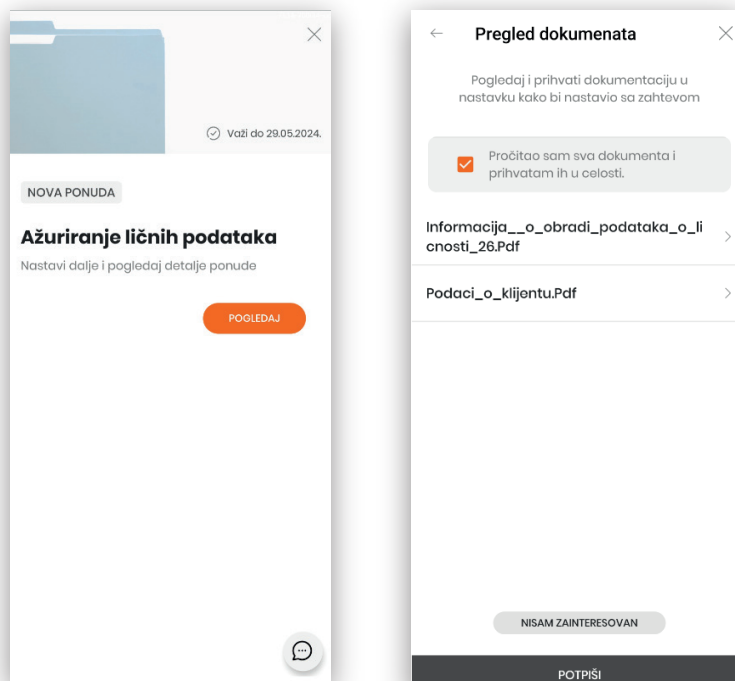 Važi do 29.05.2024.
NOVA PONUDA
Ažuriranje ličnih podataka
Nastavi dalje i pogledaj detalje ponude
POGLEDAJ
Pregled dokumenata
Pogledaj i prihvati dokumentaciju u
nastavku kako bi nastavio sa zahtevom
Pročitao sam sva dokumenta i
prihvatam ih u celosti.
Informacija__o_obradi_podataka_o_li
cnosti_26.Pdf
Podaci_o_klijentu.Pdf
NISAM ZAINTERESOVAN
POTPIŠI